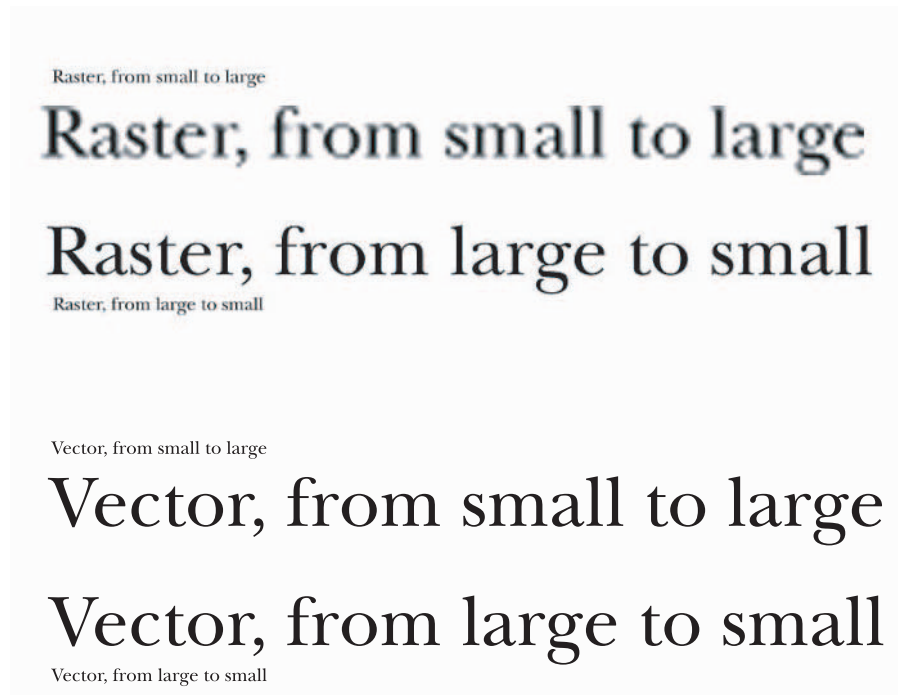 Raster, from small to large
Raster, from small to large
Raster, from large to small
Raster, from large to small
Vector, from small to large
Vector, from small to large
Vector, from large to small
Vector, from large to small